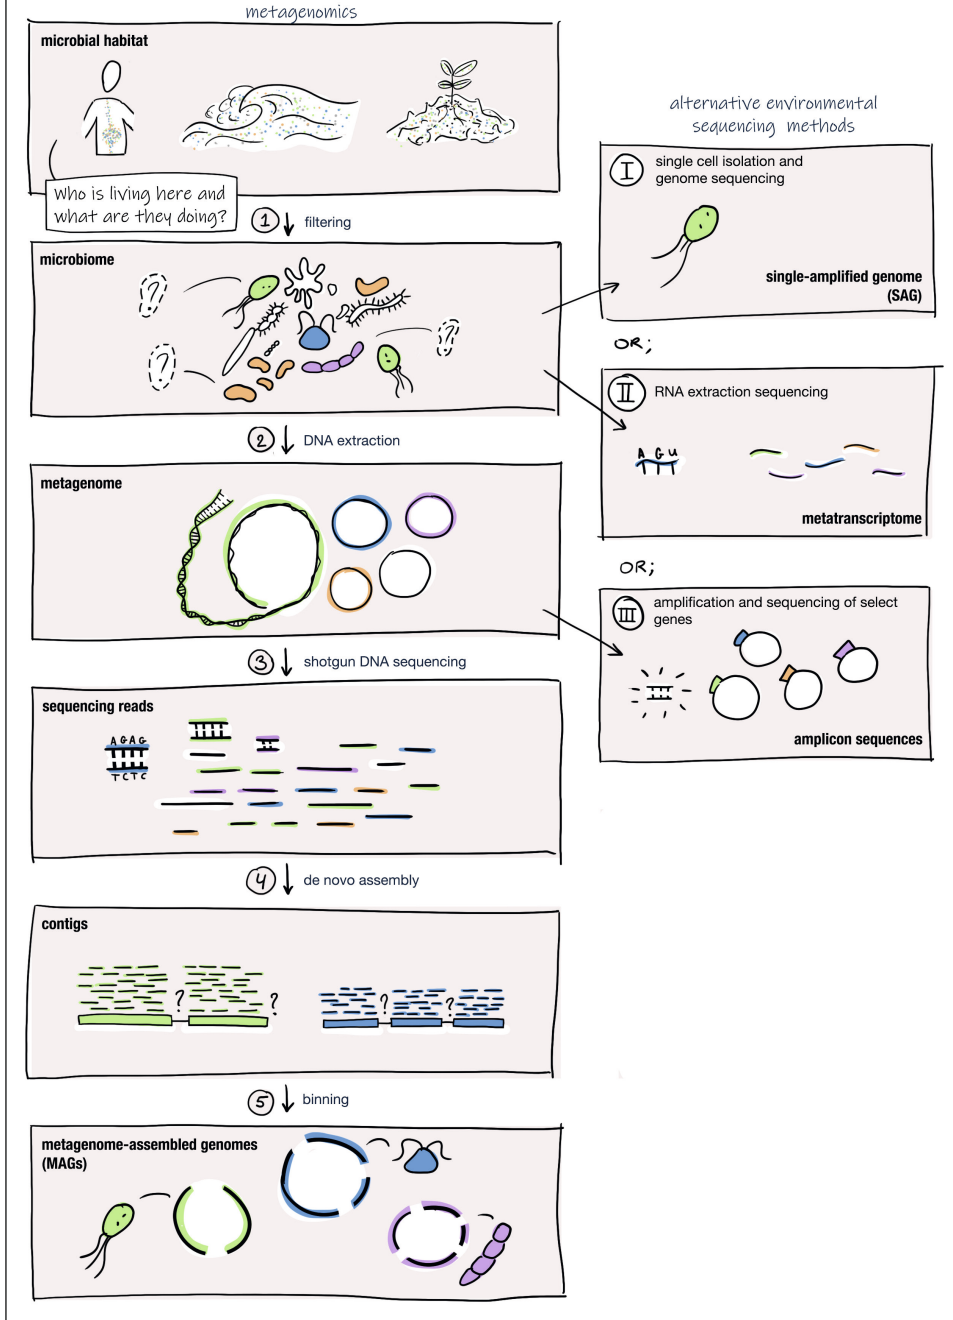 metagenomics
microbial habitat
Who is living here and
what are they doing?
1 filtering
microbiome
?
?
?
2 DNA extraction
metagenome
3 shotgun DNA sequencing
sequencing reads
AGAG
TCTC
4 de novo assembly
contigs
? ? ? ?
5 binning
metagenome-assembled genomes
(MAGs)
alternative environmental
sequencing methods
I single cell isolation and
genome sequencing
single-amplified genome
(SAG)
OR;
II RNA extraction sequencing
A G U
metatranscriptome
OR;
III amplification and sequencing of select
genes
amplicon sequences